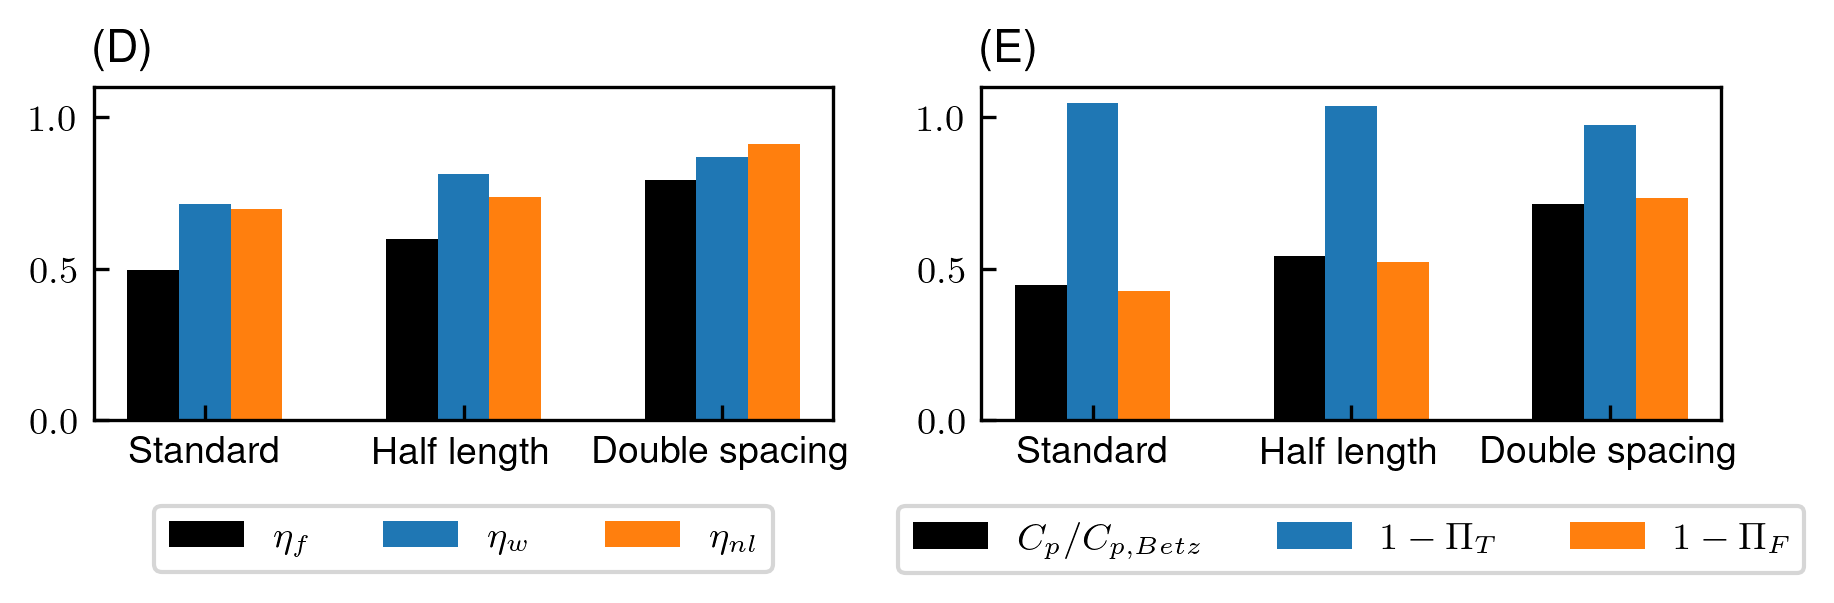 (D)
1.0
0.5
0.0
Standard Half length Double spacing
η_f η_w η_nl
(E)
1.0
0.5
0.0
Standard Half length Double spacing
C_p/C_p,Betz 1 − Π_T 1 − Π_F